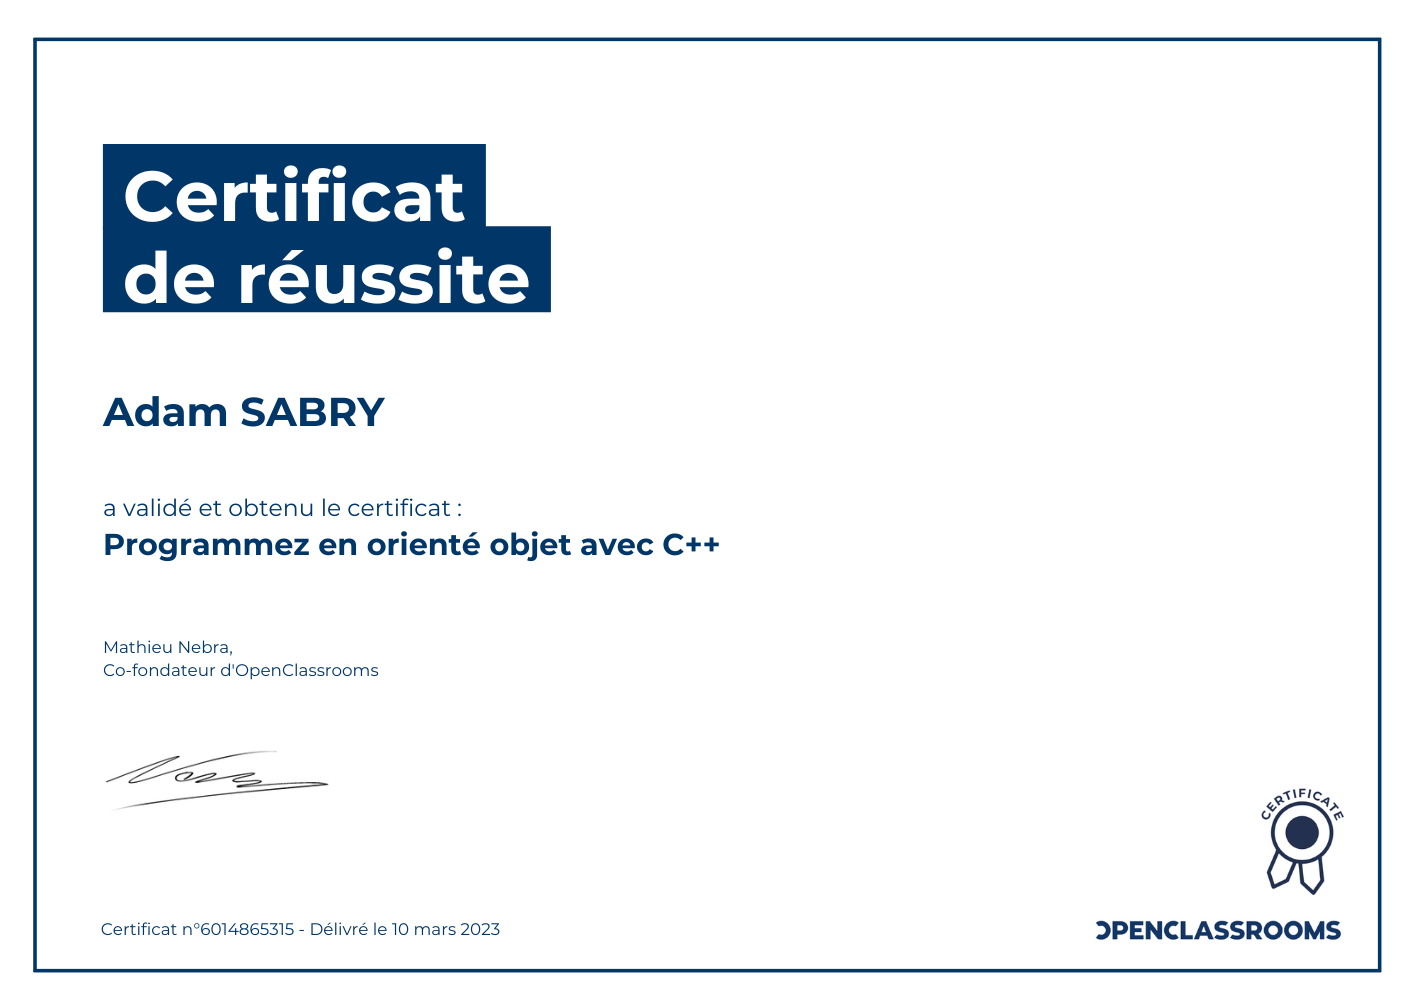 Certificat
de réussite
Adam SABRY
a validé et obtenu le certificat :
Programmez en orienté objet avec C++
Mathieu Nebra,
Co-fondateur d'OpenClassrooms
CERTIFICATE
Certificat n°6014865315 - Délivré le 10 mars 2023
OPENCLASSROOMS